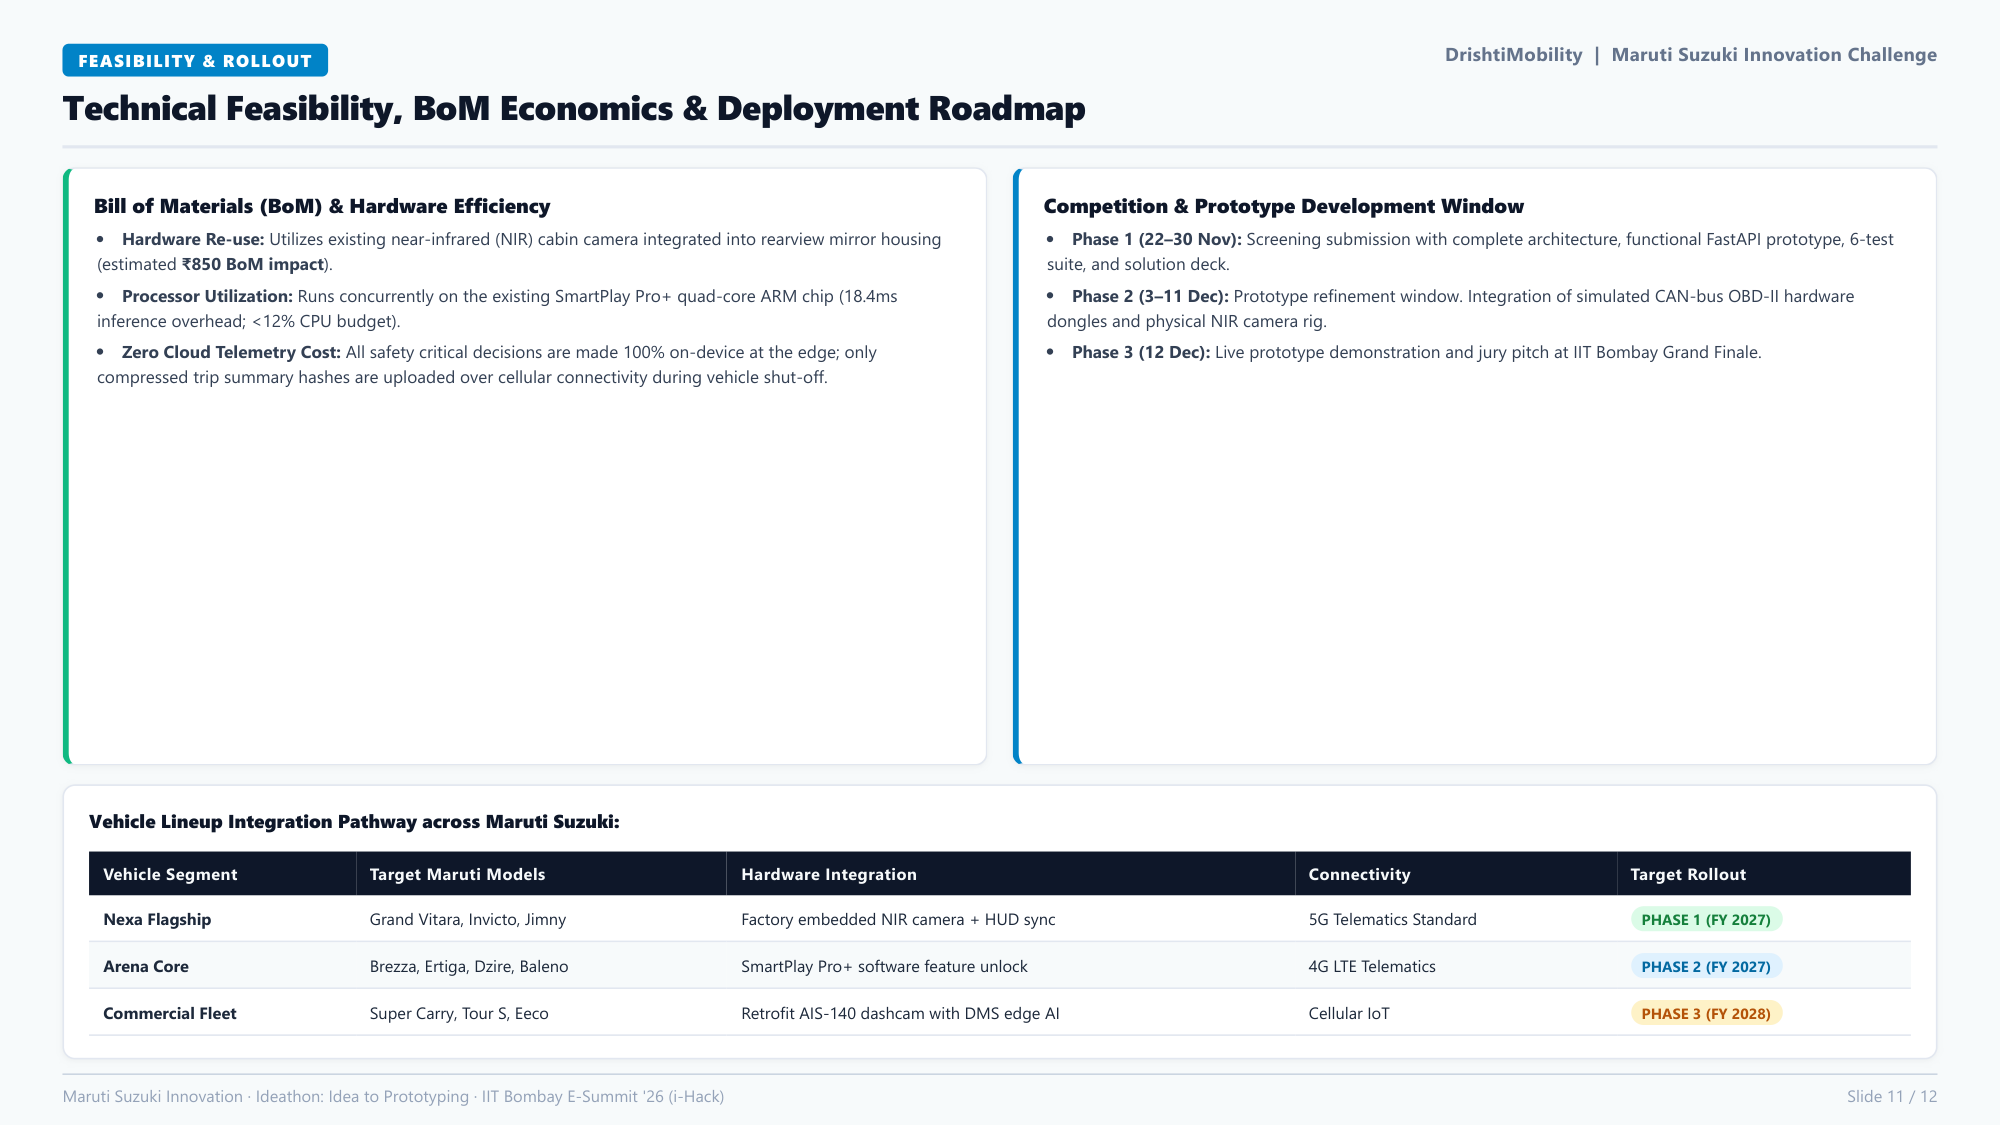 FEASIBILITY & ROLLOUT
DrishtiMobility | Maruti Suzuki Innovation Challenge
Technical Feasibility, BoM Economics & Deployment Roadmap
Bill of Materials (BoM) & Hardware Efficiency
• Hardware Re-use: Utilizes existing near-infrared (NIR) cabin camera integrated into rearview mirror housing
(estimated ₹850 BoM impact).
• Processor Utilization: Runs concurrently on the existing SmartPlay Pro+ quad-core ARM chip (18.4ms
inference overhead; <12% CPU budget).
• Zero Cloud Telemetry Cost: All safety critical decisions are made 100% on-device at the edge; only
compressed trip summary hashes are uploaded over cellular connectivity during vehicle shut-off.
Competition & Prototype Development Window
• Phase 1 (22–30 Nov): Screening submission with complete architecture, functional FastAPI prototype, 6-test
suite, and solution deck.
• Phase 2 (3–11 Dec): Prototype refinement window. Integration of simulated CAN-bus OBD-II hardware
dongles and physical NIR camera rig.
• Phase 3 (12 Dec): Live prototype demonstration and jury pitch at IIT Bombay Grand Finale.
Vehicle Lineup Integration Pathway across Maruti Suzuki:
Vehicle Segment Target Maruti Models Hardware Integration Connectivity Target Rollout
Nexa Flagship Grand Vitara, Invicto, Jimny Factory embedded NIR camera + HUD sync 5G Telematics Standard PHASE 1 (FY 2027)
Arena Core Brezza, Ertiga, Dzire, Baleno SmartPlay Pro+ software feature unlock 4G LTE Telematics PHASE 2 (FY 2027)
Commercial Fleet Super Carry, Tour S, Eeco Retrofit AIS-140 dashcam with DMS edge AI Cellular IoT PHASE 3 (FY 2028)
Maruti Suzuki Innovation · Ideathon: Idea to Prototyping · IIT Bombay E-Summit '26 (i-Hack)
Slide 11 / 12